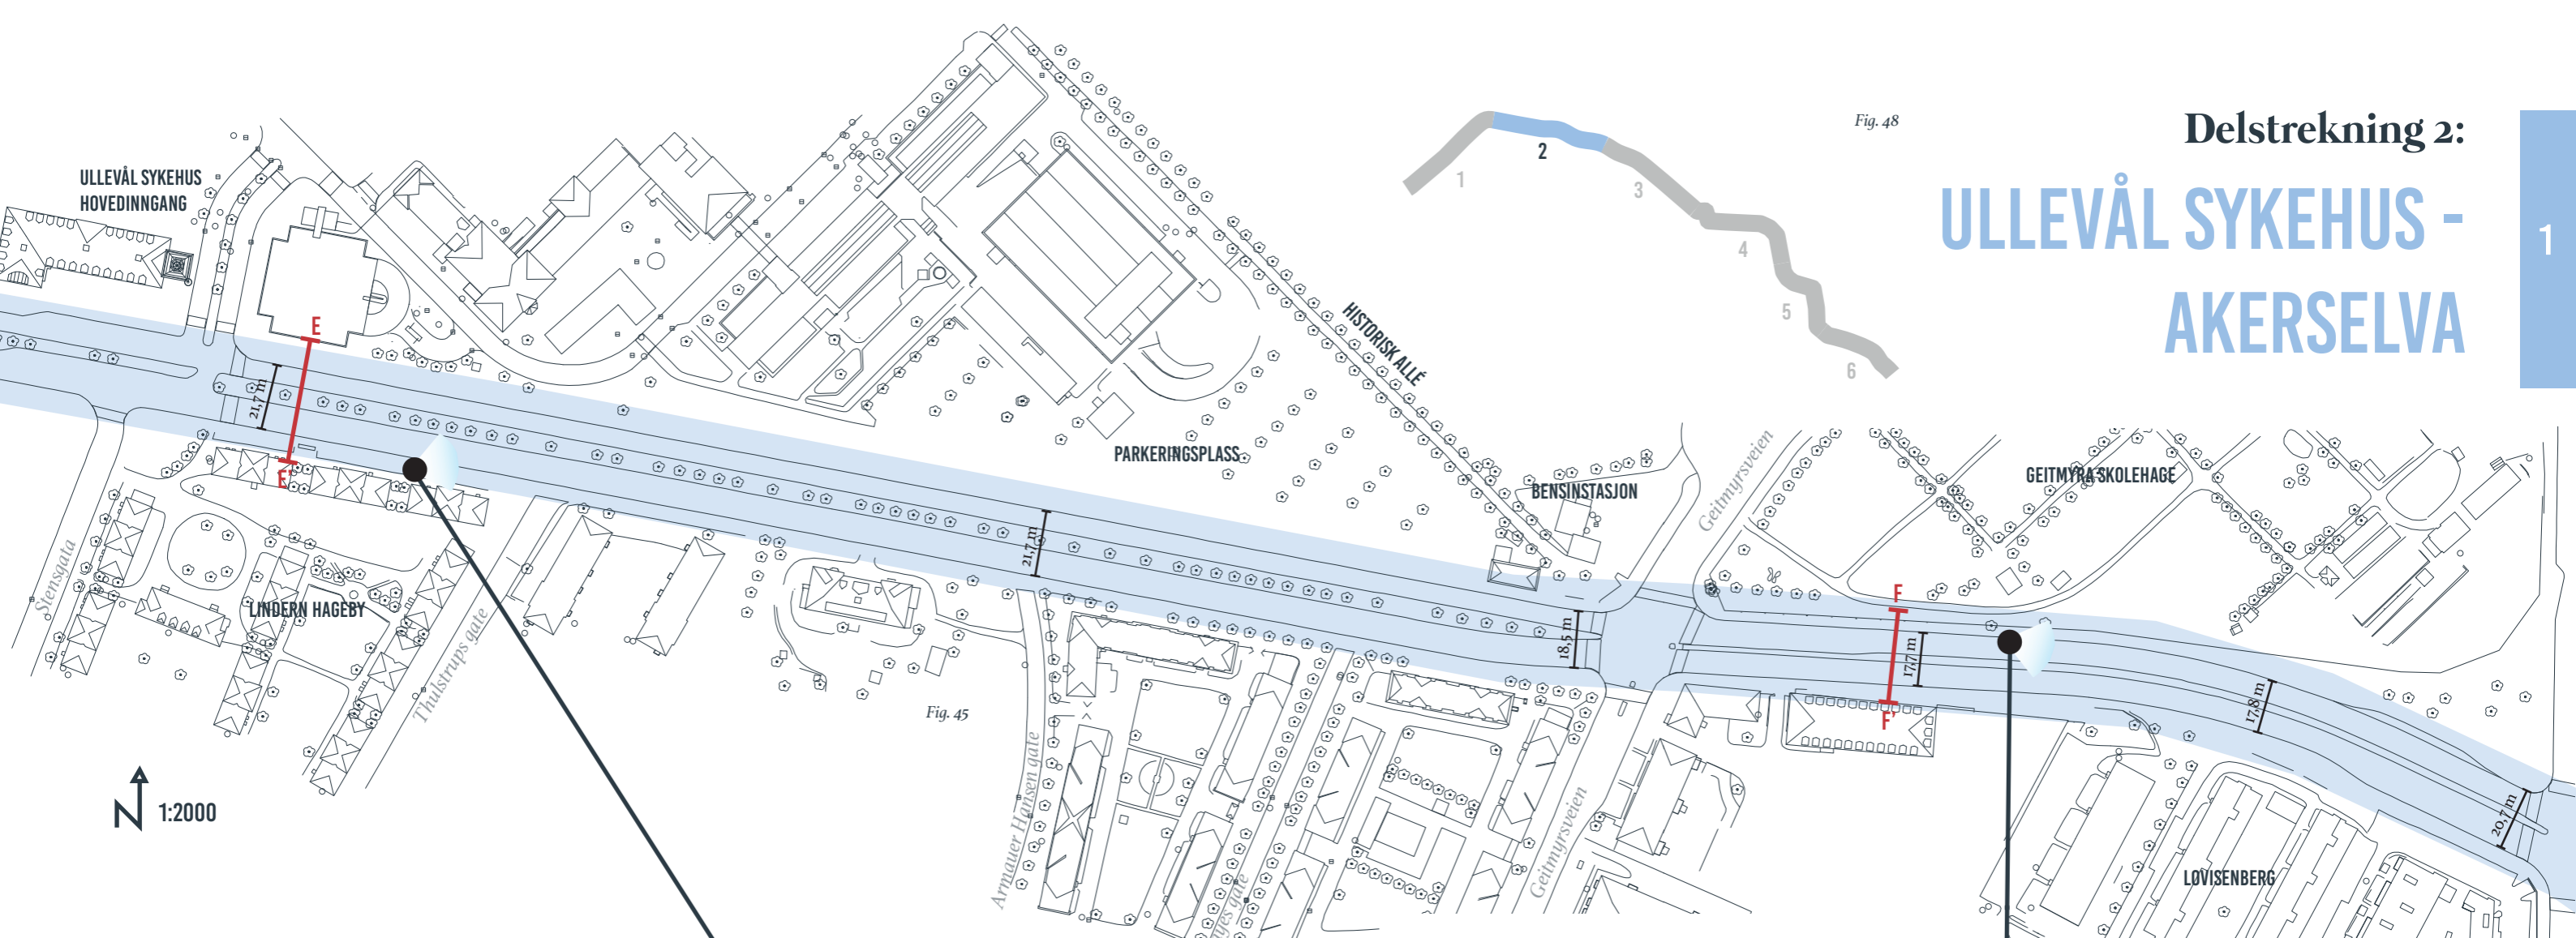 Fig. 48
Delstrekning 2:
ULLEVÅL SYKEHUS -
AKERSELVA
1
1
2
3
4
5
6
ULLEVÅL SYKEHUS
HOVEDINNGANG
E
21,7 m
E'
HISTORISK ALLÉ
PARKERINGSPLASS
BENSINSTASJON
Geitmyrsveien
GEITMYRA SKOLEHAGE
21,7 m
18,5 m
F
17,7 m
F'
17,8 m
20,7 m
Stensgata
LINDERN HAGEBY
Thulstrups gate
Fig. 45
Armauer Hansen gate
gate
Geitmyrsveien
LOVISENBERG
N 1:2000